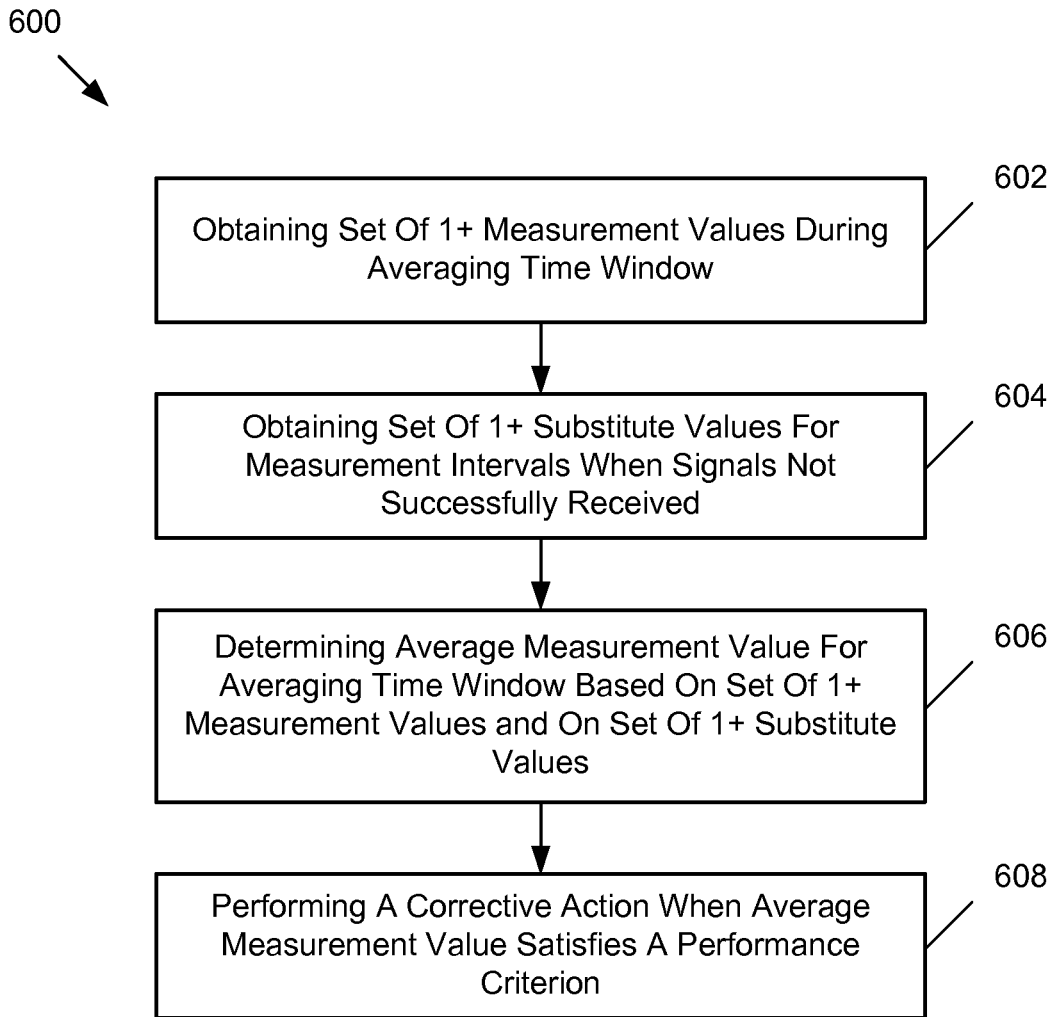 600
602
Obtaining Set Of 1+ Measurement Values During
Averaging Time Window
604
Obtaining Set Of 1+ Substitute Values For
Measurement Intervals When Signals Not
Successfully Received
606
Determining Average Measurement Value For
Averaging Time Window Based On Set Of 1+
Measurement Values and On Set Of 1+ Substitute
Values
608
Performing A Corrective Action When Average
Measurement Value Satisfies A Performance
Criterion